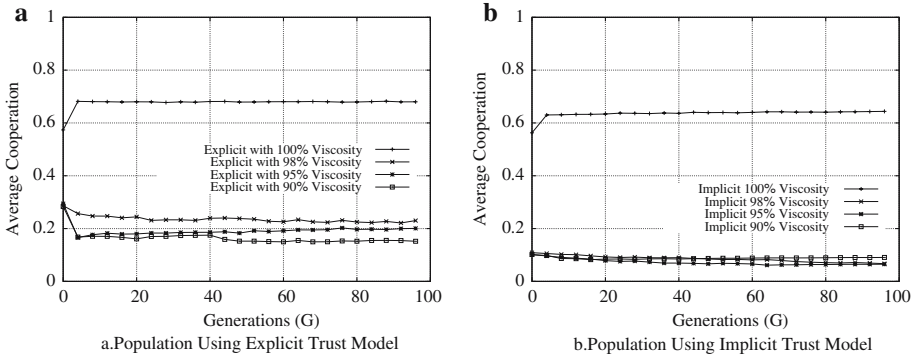 a
1
0.8
0.6
0.4
0.2
0
Average Cooperation
Explicit with 100% Viscosity
Explicit with 98% Viscosity
Explicit with 95% Viscosity
Explicit with 90% Viscosity
0 20 40 60 80 100
Generations (G)
a.Population Using Explicit Trust Model
b
1
0.8
0.6
0.4
0.2
0
Average Cooperation
Implicit 100% Viscosity
Implicit 98% Viscosity
Implicit 95% Viscosity
Implicit 90% Viscosity
0 20 40 60 80 100
Generations (G)
b.Population Using Implicit Trust Model